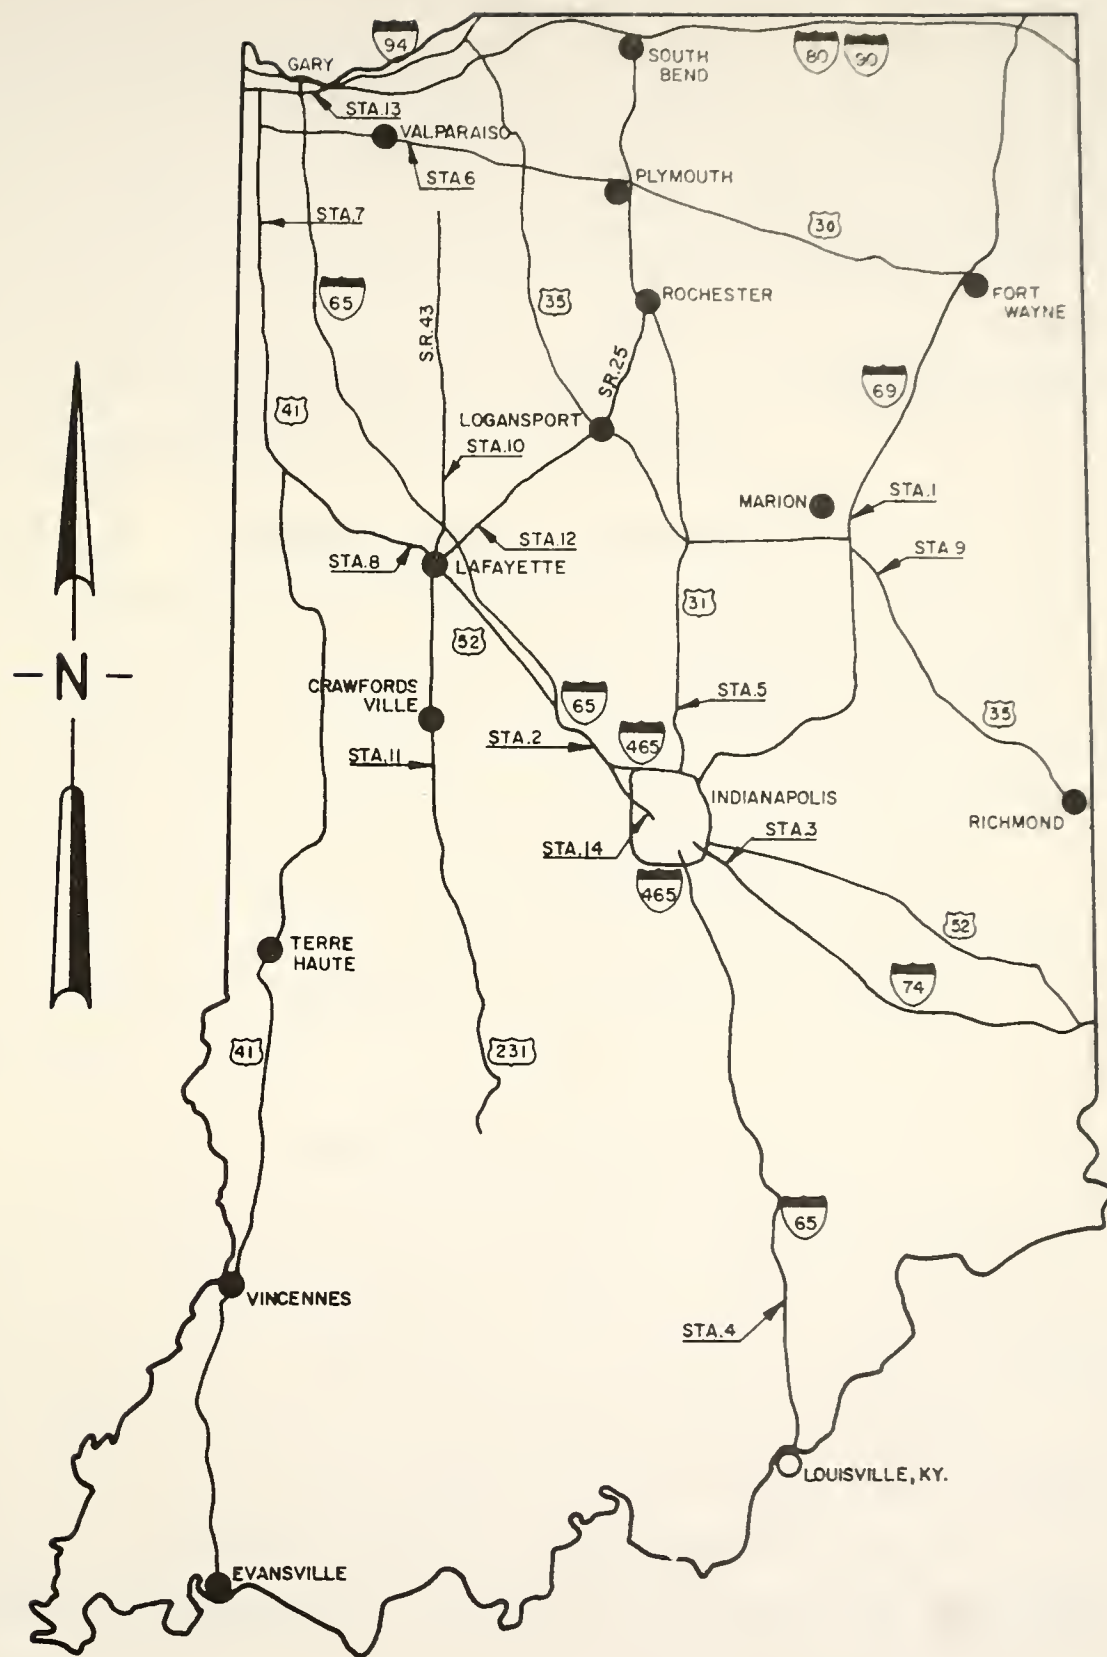 94
GARY
SOUTH
BEND
80
90
STA.13
VALPARAISO
STA 6
PLYMOUTH
STA.7
30
65
35
ROCHESTER
FORT
WAYNE
S.R.43
S.R.25
69
41
LOGANSPORT
STA.10
MARION
STA.1
STA.12
STA 9
STA.8
LAFAYETTE
31
52
- N -
CRAWFORDS
VILLE
65
STA.5
35
STA.2
465
STA.11
INDIANAPOLIS
RICHMOND
STA.3
STA.14
465
52
TERRE
HAUTE
74
41
231
65
VINCENNES
STA.4
LOUISVILLE, KY.
EVANSVILLE